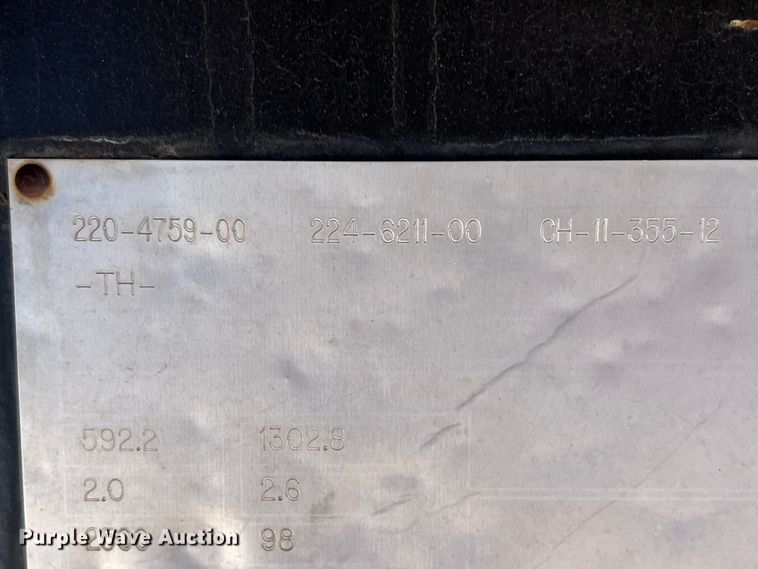 220-4759-00 224-6211-00 CH-11-355-12
-TH-
592.2 1302.8
2.0 2.6
98
Purple Wave Auction